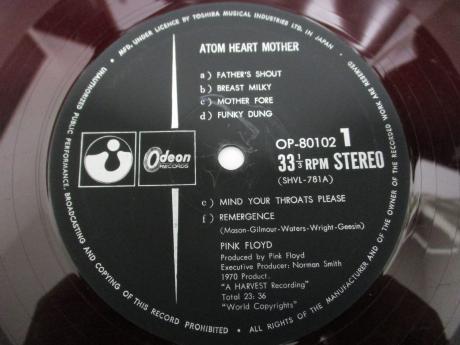 MFD, UNDER LICENCE BY TOSHIBA MUSICAL INDUSTRIES LTD. IN JAPAN •
ALL RIGHTS OF THE MANUFACTURER AND OF THE OWNER OF THE RECORDED WORK ARE RESERVED
UNAUTHORIZED PUBLIC PERFORMANCE, BROADCASTING AND COPYING OF THIS RECORD PROHIBITED •
ATOM HEART MOTHER
a) FATHER'S SHOUT
b) BREAST MILKY
c) MOTHER FORE
d) FUNKY DUNG
Odeon
RECORDS
OP-80102 1
33 1/3 RPM STEREO
(SHVL-781A)
e) MIND YOUR THROATS PLEASE
f) REMERGENCE
(Mason-Gilmour-Waters-Wright-Geesin)
PINK FLOYD
Produced by Pink Floyd
Executive Producer: Norman Smith
1970 Product.
"A HARVEST Recording"
Total 23: 36
"World Copyrights"